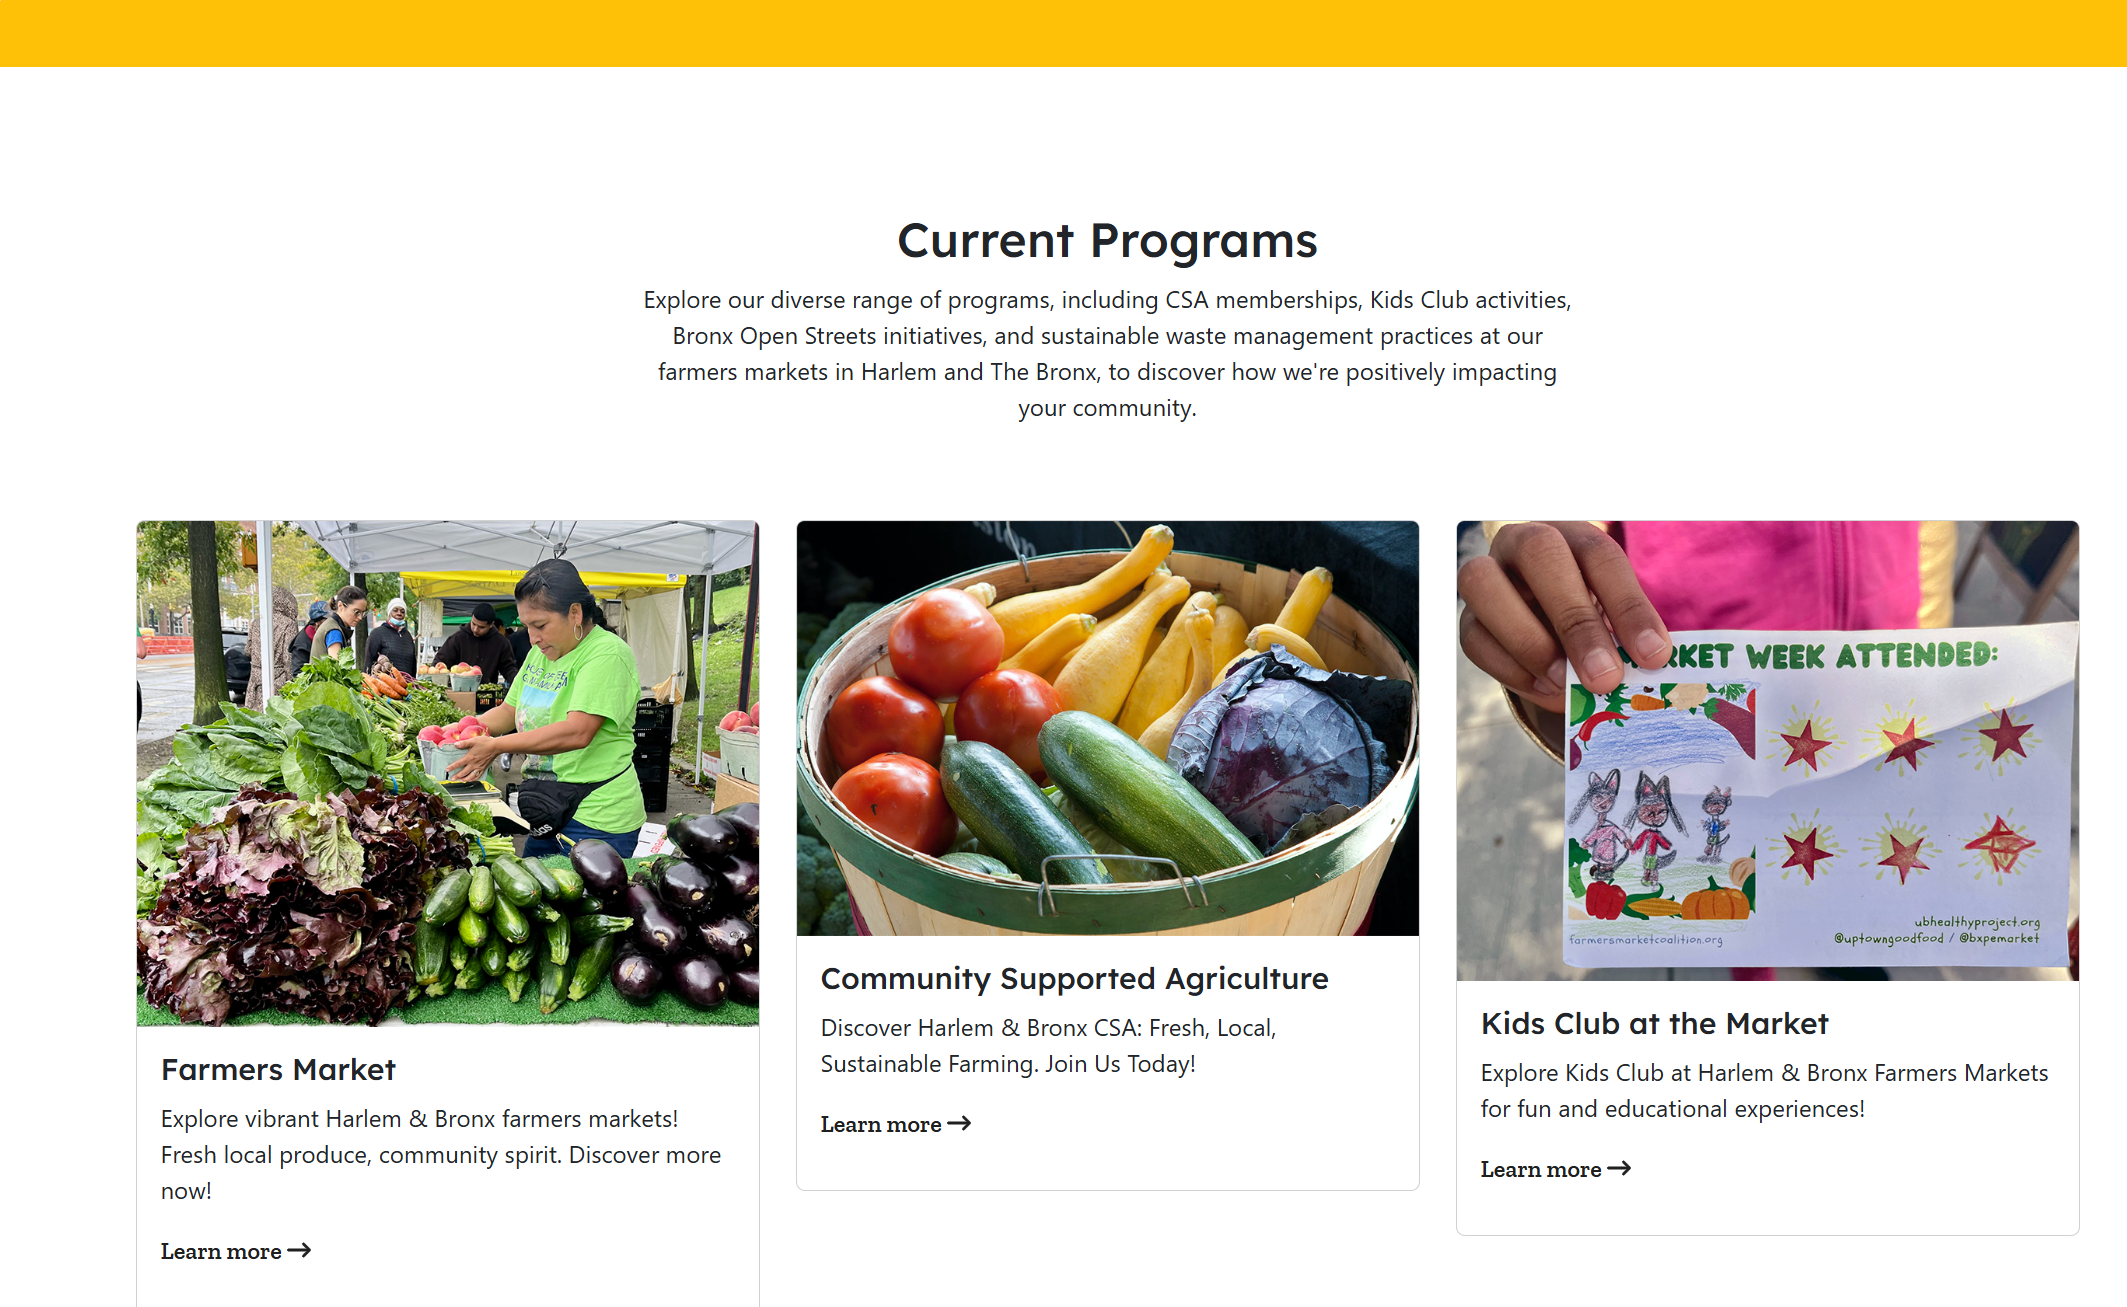 Current Programs
Explore our diverse range of programs, including CSA memberships, Kids Club activities,
Bronx Open Streets initiatives, and sustainable waste management practices at our
farmers markets in Harlem and The Bronx, to discover how we're positively impacting
your community.
Farmers Market
Explore vibrant Harlem & Bronx farmers markets!
Fresh local produce, community spirit. Discover more
now!
Learn more
Community Supported Agriculture
Discover Harlem & Bronx CSA: Fresh, Local,
Sustainable Farming. Join Us Today!
Learn more
WEEK ATTENDED:
ubhealthyproject.org
@uptowngoodfood / @bxpemarket
farmersmarketcoalition.org
Kids Club at the Market
Explore Kids Club at Harlem & Bronx Farmers Markets
for fun and educational experiences!
Learn more